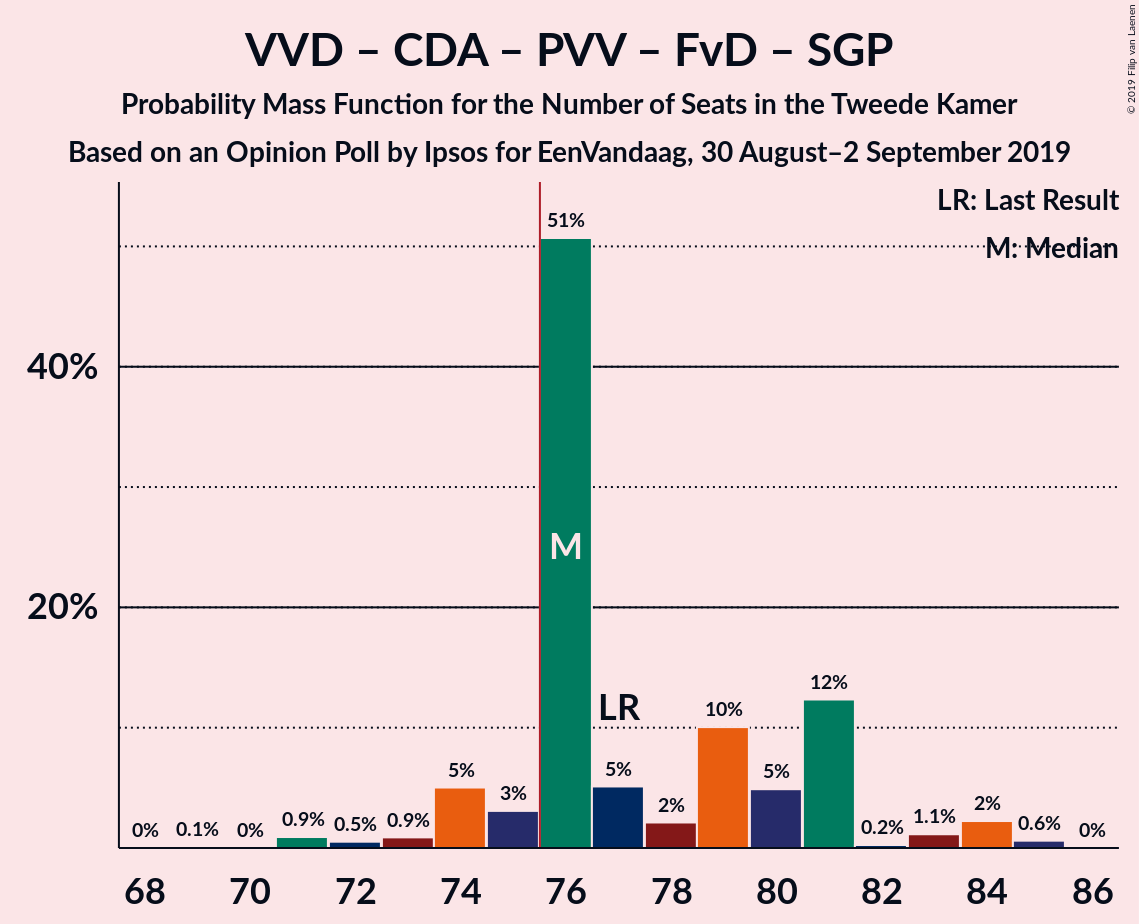 VVD – CDA – PVV – FvD – SGP
Probability Mass Function for the Number of Seats in the Tweede Kamer
Based on an Opinion Poll by Ipsos for EenVandaag, 30 August–2 September 2019
© 2019 Filip van Laenen
LR: Last Result
M: Median
40%
20%
0%
0.1%
0%
0.9%
0.5%
0.9%
5%
3%
51%
M
LR
5%
2%
10%
5%
12%
0.2%
1.1%
2%
0.6%
0%
68 70 72 74 76 78 80 82 84 86